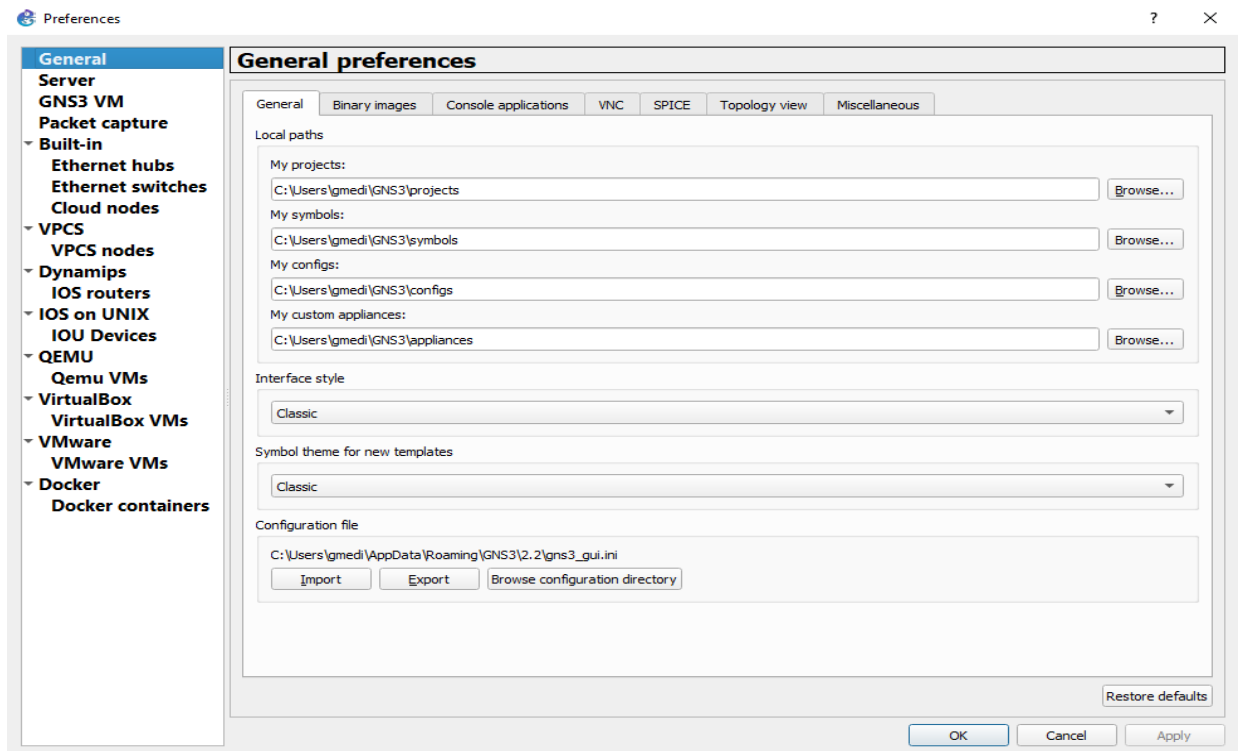 Preferences
?
General
Server
GNS3 VM
Packet capture
Built-in
Ethernet hubs
Ethernet switches
Cloud nodes
VPCS
VPCS nodes
Dynamips
IOS routers
IOS on UNIX
IOU Devices
QEMU
Qemu VMs
VirtualBox
VirtualBox VMs
VMware
VMware VMs
Docker
Docker containers
General preferences
General Binary images Console applications VNC SPICE Topology view Miscellaneous
Local paths
My projects:
C:\Users\gmedi\GNS3\projects Browse...
My symbols:
C:\Users\gmedi\GNS3\symbols Browse...
My configs:
C:\Users\gmedi\GNS3\configs Browse...
My custom appliances:
C:\Users\gmedi\GNS3\appliances Browse...
Interface style
Classic
Symbol theme for new templates
Classic
Configuration file
C:\Users\gmedi\AppData\Roaming\GNS3\2.2\gns3_gui.ini
Import Export Browse configuration directory
Restore defaults
OK Cancel Apply